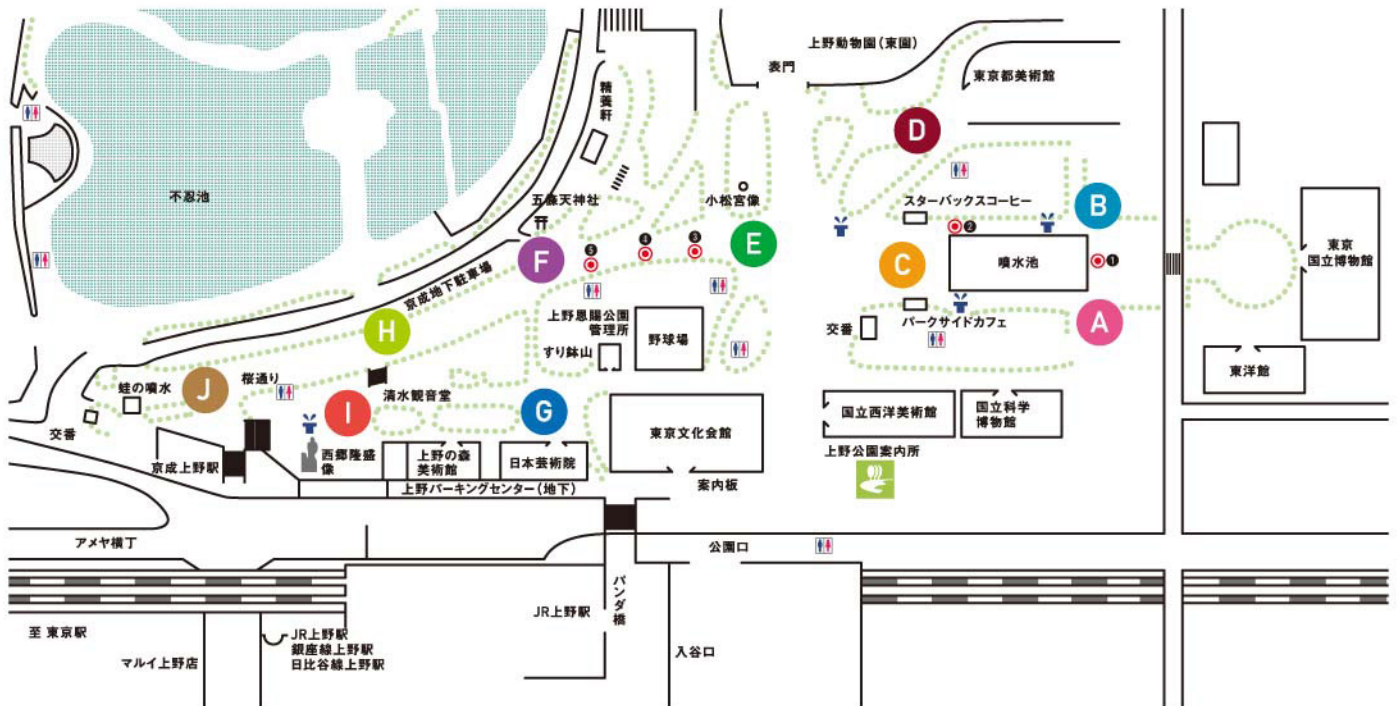 上野動物園（東園）
表門
東京都美術館
D
精養軒
不忍池
五條天神社
小松宮像
スターバックスコーヒー
B
E
F
C
❺
❹
❸
❷
❶
噴水池
東京
国立博物館
京成地下駐車場
H
上野恩賜公園
管理所
野球場
すり鉢山
交番
パークサイドカフェ
A
東洋館
蛙の噴水
J
桜通り
清水観音堂
I
G
交番
京成上野駅
西郷隆盛
像
上野の森
美術館
日本芸術院
東京文化会館
国立西洋美術館
国立科学
博物館
上野公園案内所
上野パーキングセンター（地下）
案内板
アメヤ横丁
公園口
パンダ橋
JR上野駅
至 東京駅
マルイ上野店
JR上野駅
銀座線上野駅
日比谷線上野駅
入谷口